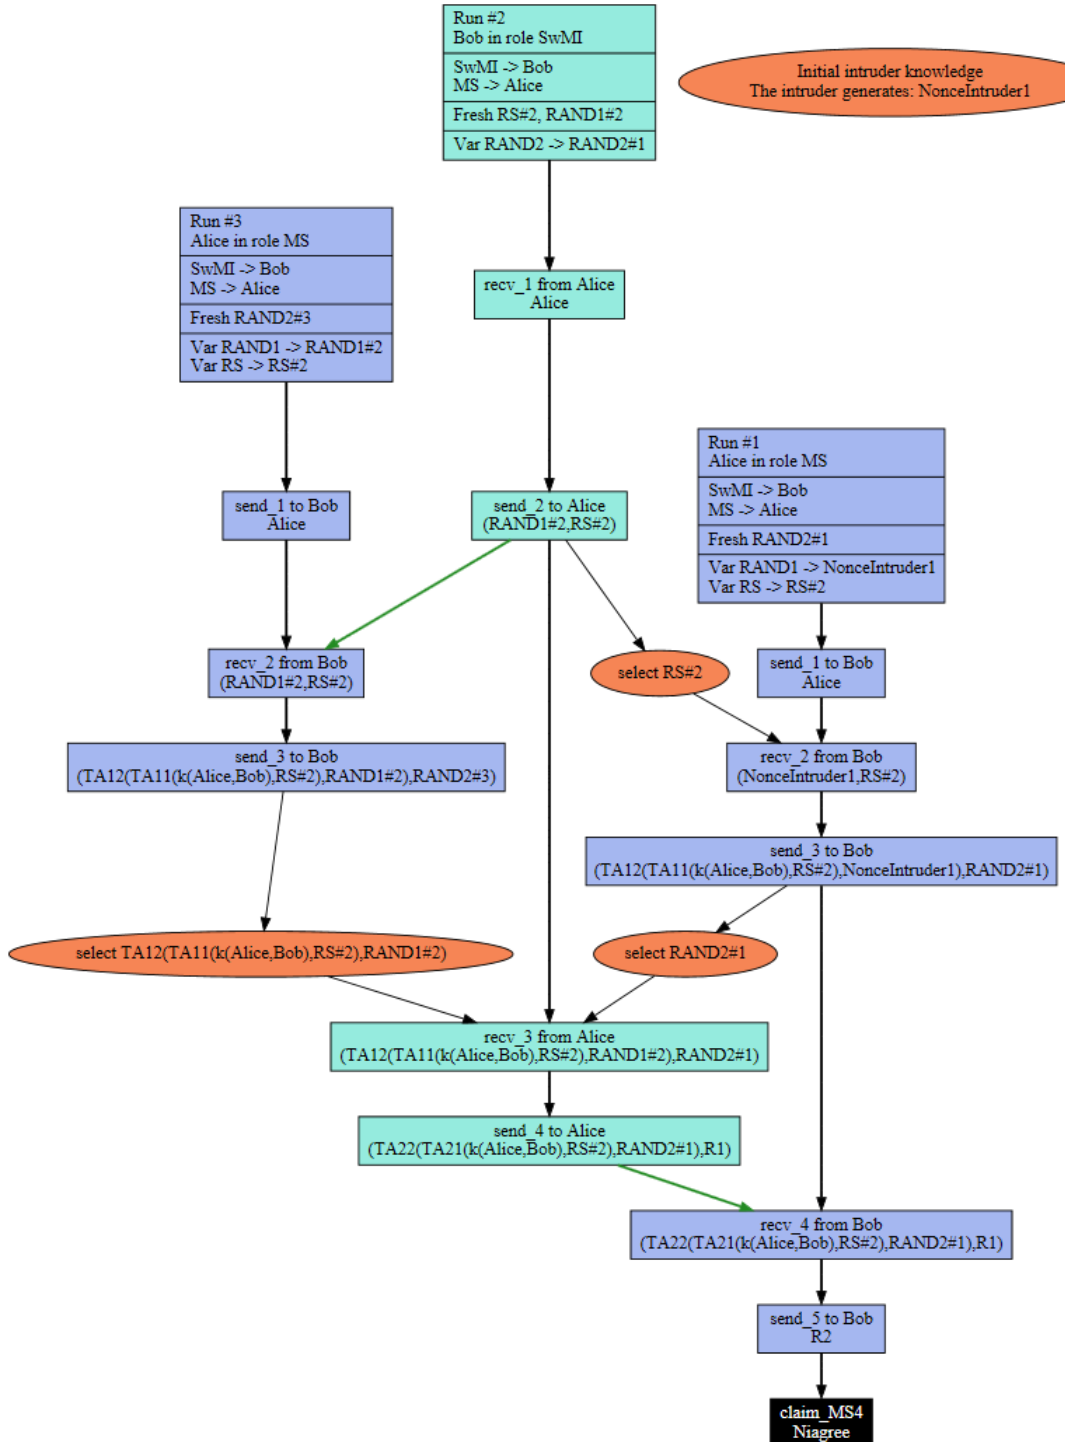 Run #2
Bob in role SwMI
SwMI -> Bob
MS -> Alice
Fresh RS#2, RAND1#2
Var RAND2 -> RAND2#1
Initial intruder knowledge
The intruder generates: NonceIntruder1
Run #3
Alice in role MS
SwMI -> Bob
MS -> Alice
Fresh RAND2#3
Var RAND1 -> RAND1#2
Var RS -> RS#2
recv_1 from Alice
Alice
Run #1
Alice in role MS
SwMI -> Bob
MS -> Alice
Fresh RAND2#1
Var RAND1 -> NonceIntruder1
Var RS -> RS#2
send_1 to Bob
Alice
send_2 to Alice
(RAND1#2,RS#2)
recv_2 from Bob
(RAND1#2,RS#2)
select RS#2
send_1 to Bob
Alice
send_3 to Bob
(TA12(TA11(k(Alice,Bob),RS#2),RAND1#2),RAND2#3)
recv_2 from Bob
(NonceIntruder1,RS#2)
send_3 to Bob
(TA12(TA11(k(Alice,Bob),RS#2),NonceIntruder1),RAND2#1)
select TA12(TA11(k(Alice,Bob),RS#2),RAND1#2)
select RAND2#1
recv_3 from Alice
(TA12(TA11(k(Alice,Bob),RS#2),RAND1#2),RAND2#1)
send_4 to Alice
(TA22(TA21(k(Alice,Bob),RS#2),RAND2#1),R1)
recv_4 from Bob
(TA22(TA21(k(Alice,Bob),RS#2),RAND2#1),R1)
send_5 to Bob
R2
claim_MS4
Niagree